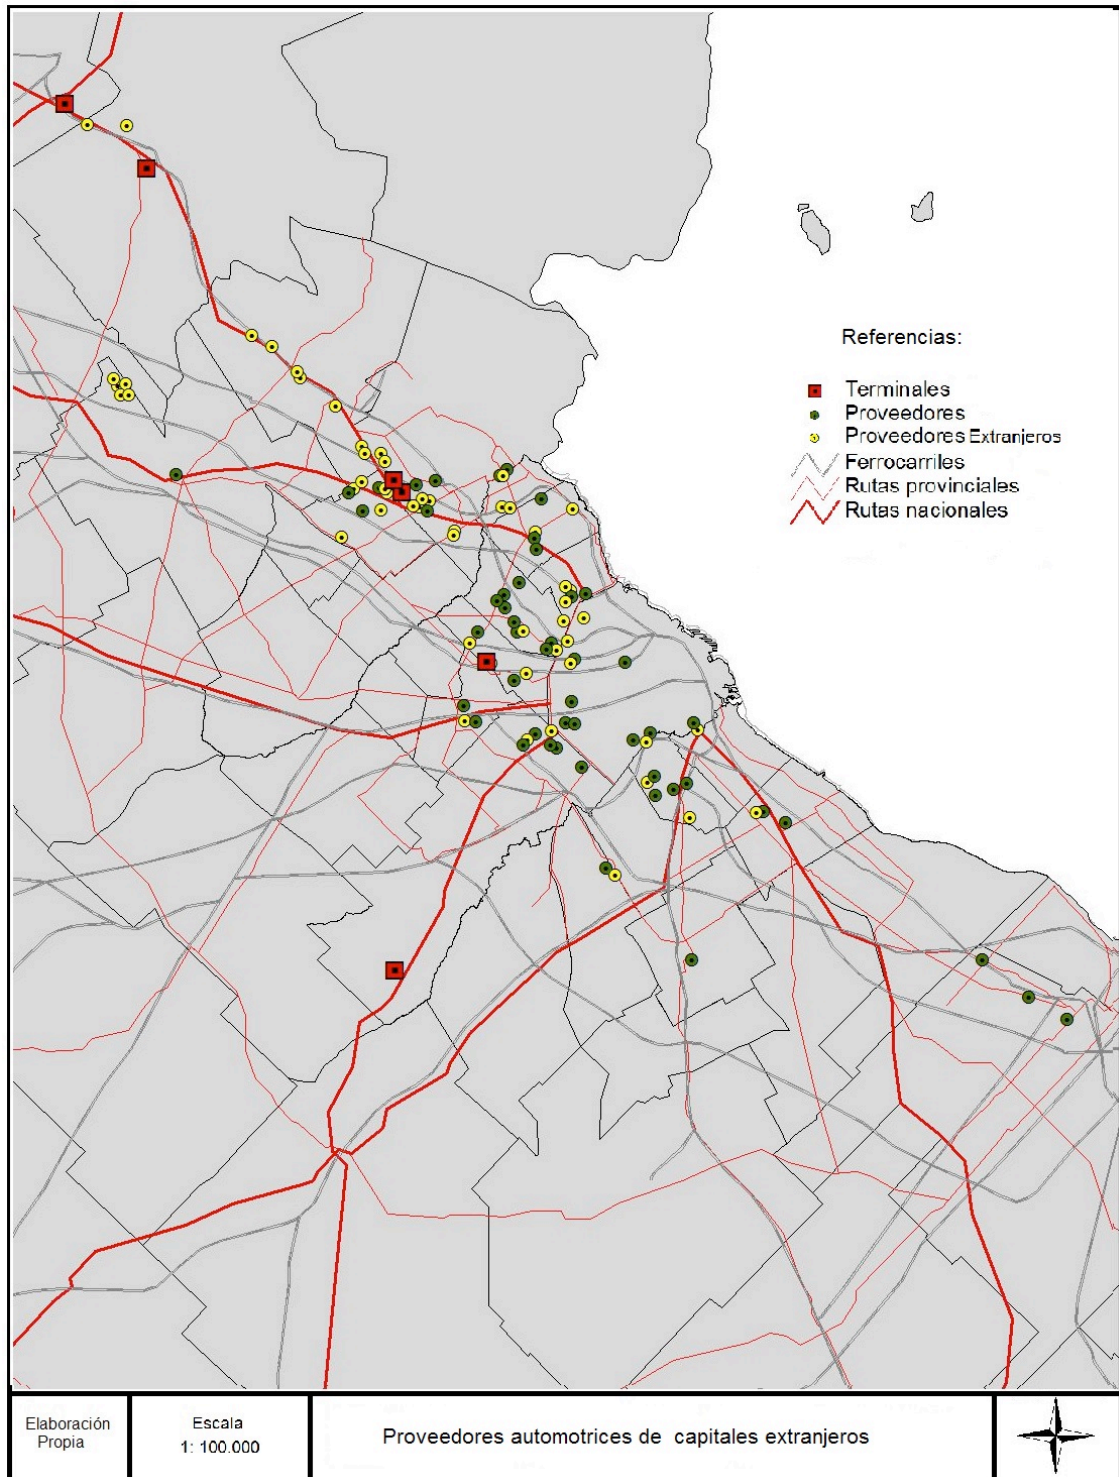 Referencias:
Terminales
Proveedores
Proveedores Extranjeros
Ferrocarriles
Rutas provinciales
Rutas nacionales
Elaboración
Propia
Escala
1: 100.000
Proveedores automotrices de capitales extranjeros